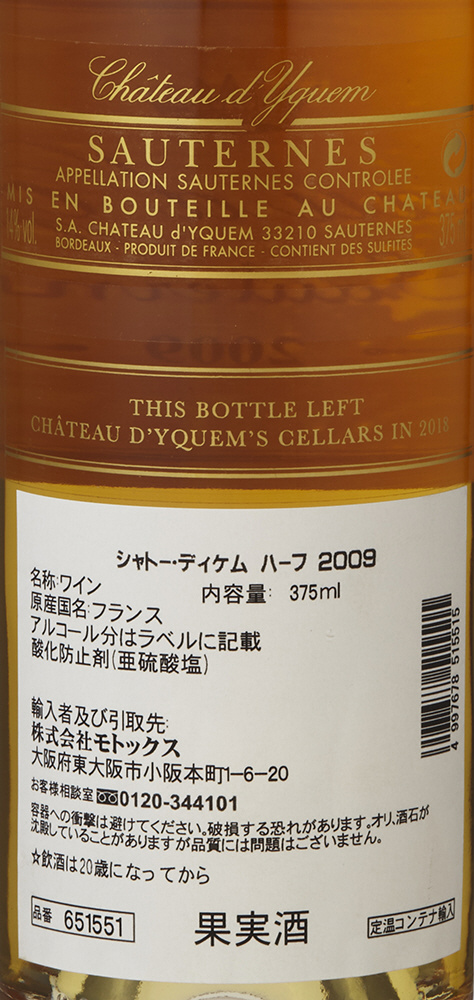 Château d'Yquem
SAUTERNES
APPELLATION SAUTERNES CONTROLEE
MIS EN BOUTEILLE AU CHATEAU
14%vol. S.A. CHATEAU d'YQUEM 33210 SAUTERNES 375
BORDEAUX - PRODUIT DE FRANCE - CONTIENT DES SULFITES
2009
THIS BOTTLE LEFT
CHÂTEAU D'YQUEM'S CELLARS IN 2018
シャトー・ディケム ハーフ 2009
名称:ワイン 内容量: 375ml
原産国名:フランス
アルコール分はラベルに記載
酸化防止剤(亜硫酸塩)
輸入者及び引取先:
株式会社モトックス
大阪府東大阪市小阪本町1-6-20
お客様相談室 0120-344101
容器への衝撃は避けてください。破損する恐れがあります。オリ、酒石が
沈殿していることがありますが品質には問題はございません。
☆飲酒は20歳になってから
品番 651551
果実酒
定温コンテナ輸入
4 997678 515515